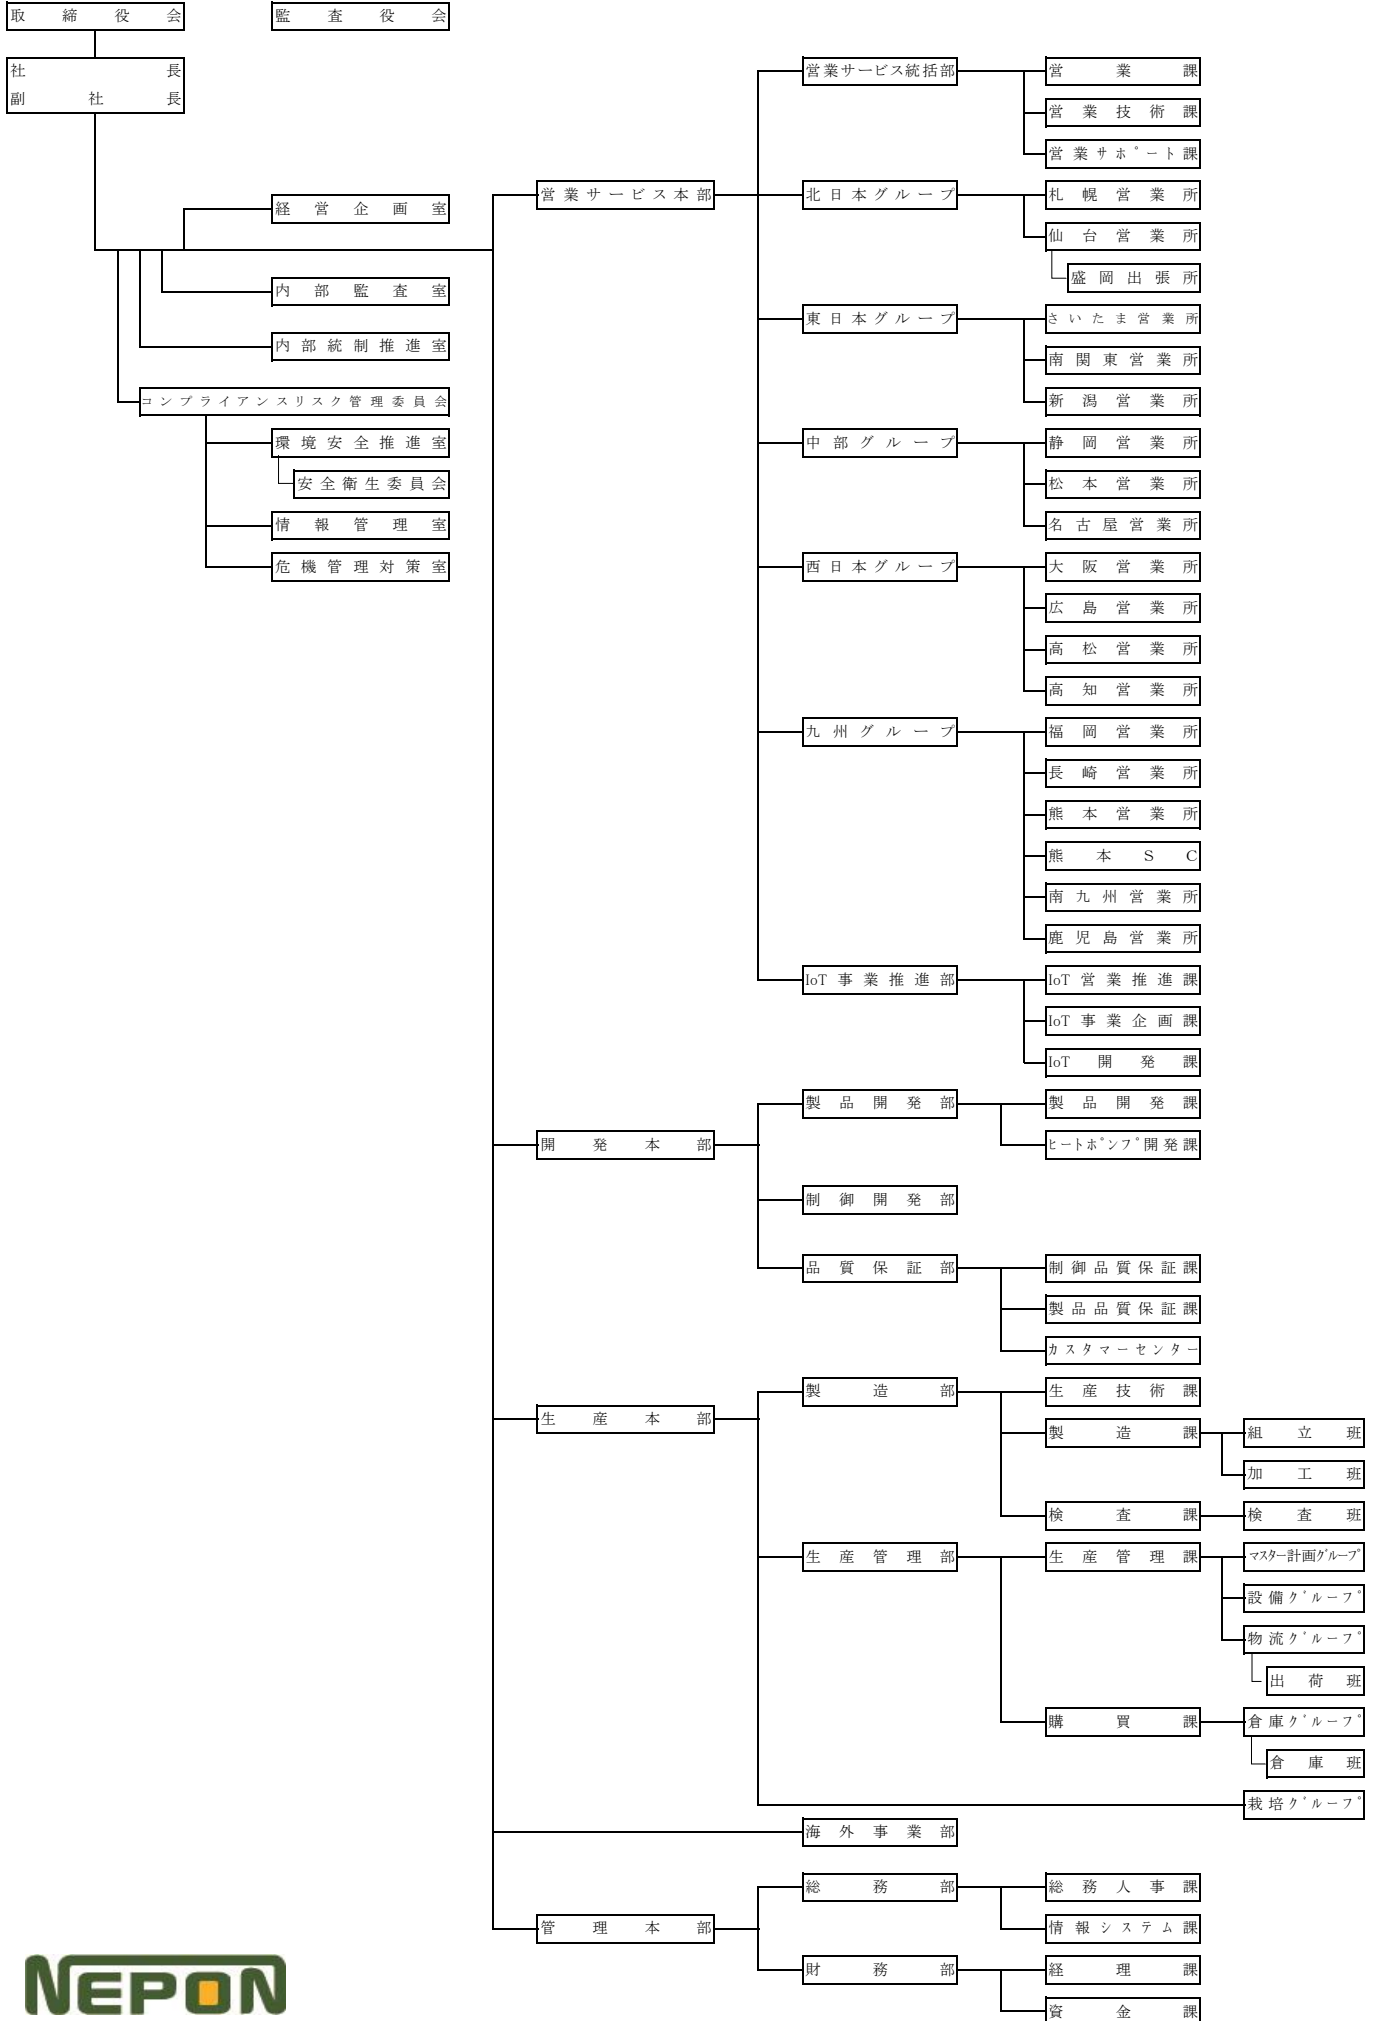 取締役会
監査役会
社長
副社長
営業サービス統括部
営業課
営業技術課
営業サポート課
営業サービス本部
北日本グループ
札幌営業所
経営企画室
仙台営業所
盛岡出張所
内部監査室
東日本グループ
さいたま営業所
内部統制推進室
南関東営業所
コンプライアンスリスク管理委員会
新潟営業所
環境安全推進室
中部グループ
静岡営業所
安全衛生委員会
松本営業所
情報管理室
名古屋営業所
危機管理対策室
西日本グループ
大阪営業所
広島営業所
高松営業所
高知営業所
九州グループ
福岡営業所
長崎営業所
熊本営業所
熊本SC
南九州営業所
鹿児島営業所
IoT事業推進部
IoT営業推進課
IoT事業企画課
IoT開発課
製品開発部
製品開発課
開発本部
ヒートポンプ開発課
制御開発部
品質保証部
制御品質保証課
製品品質保証課
カスタマーセンター
製造部
生産技術課
生産本部
製造課
組立班
加工班
検査課
検査班
生産管理部
生産管理課
マスター計画グループ
設備グループ
物流グループ
出荷班
購買課
倉庫グループ
倉庫班
栽培グループ
海外事業部
総務部
総務人事課
管理本部
情報システム課
財務部
経理課
資金課
NEPON